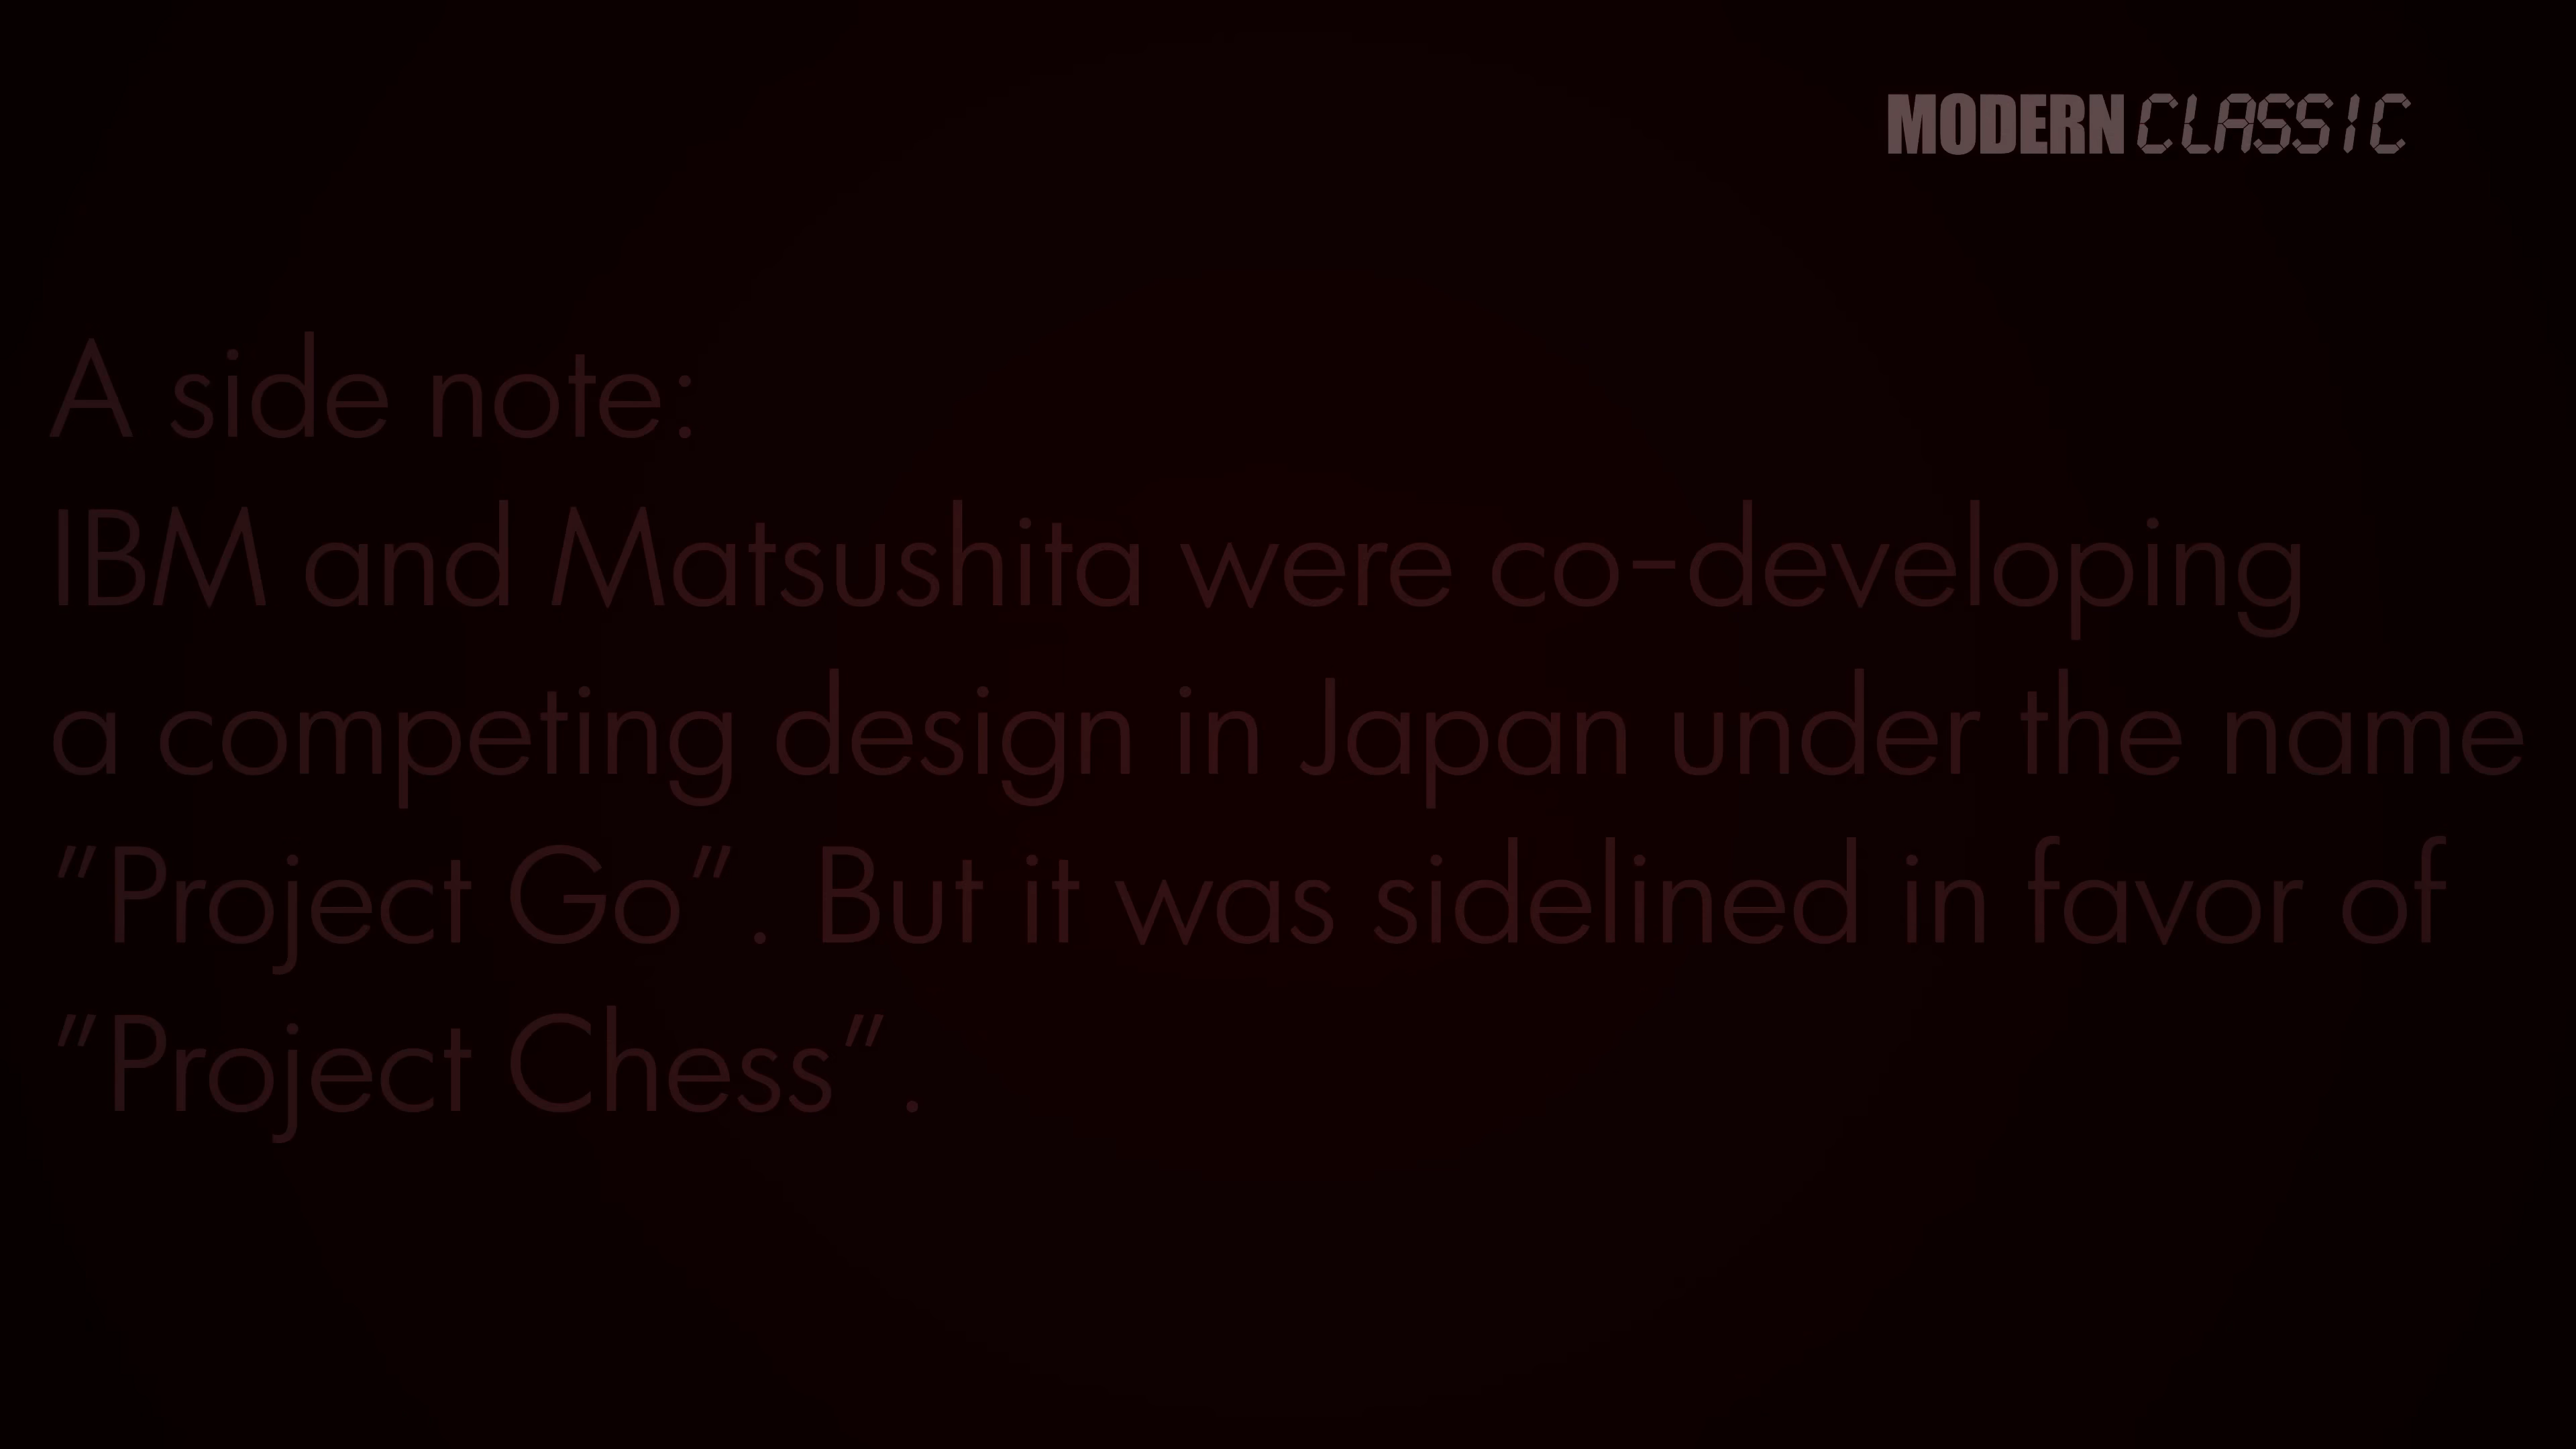 MODERN CLASSIC
A side note:
IBM and Matsushita were co-developing
a competing design in Japan under the name
"Project Go". But it was sidelined in favor of
"Project Chess".